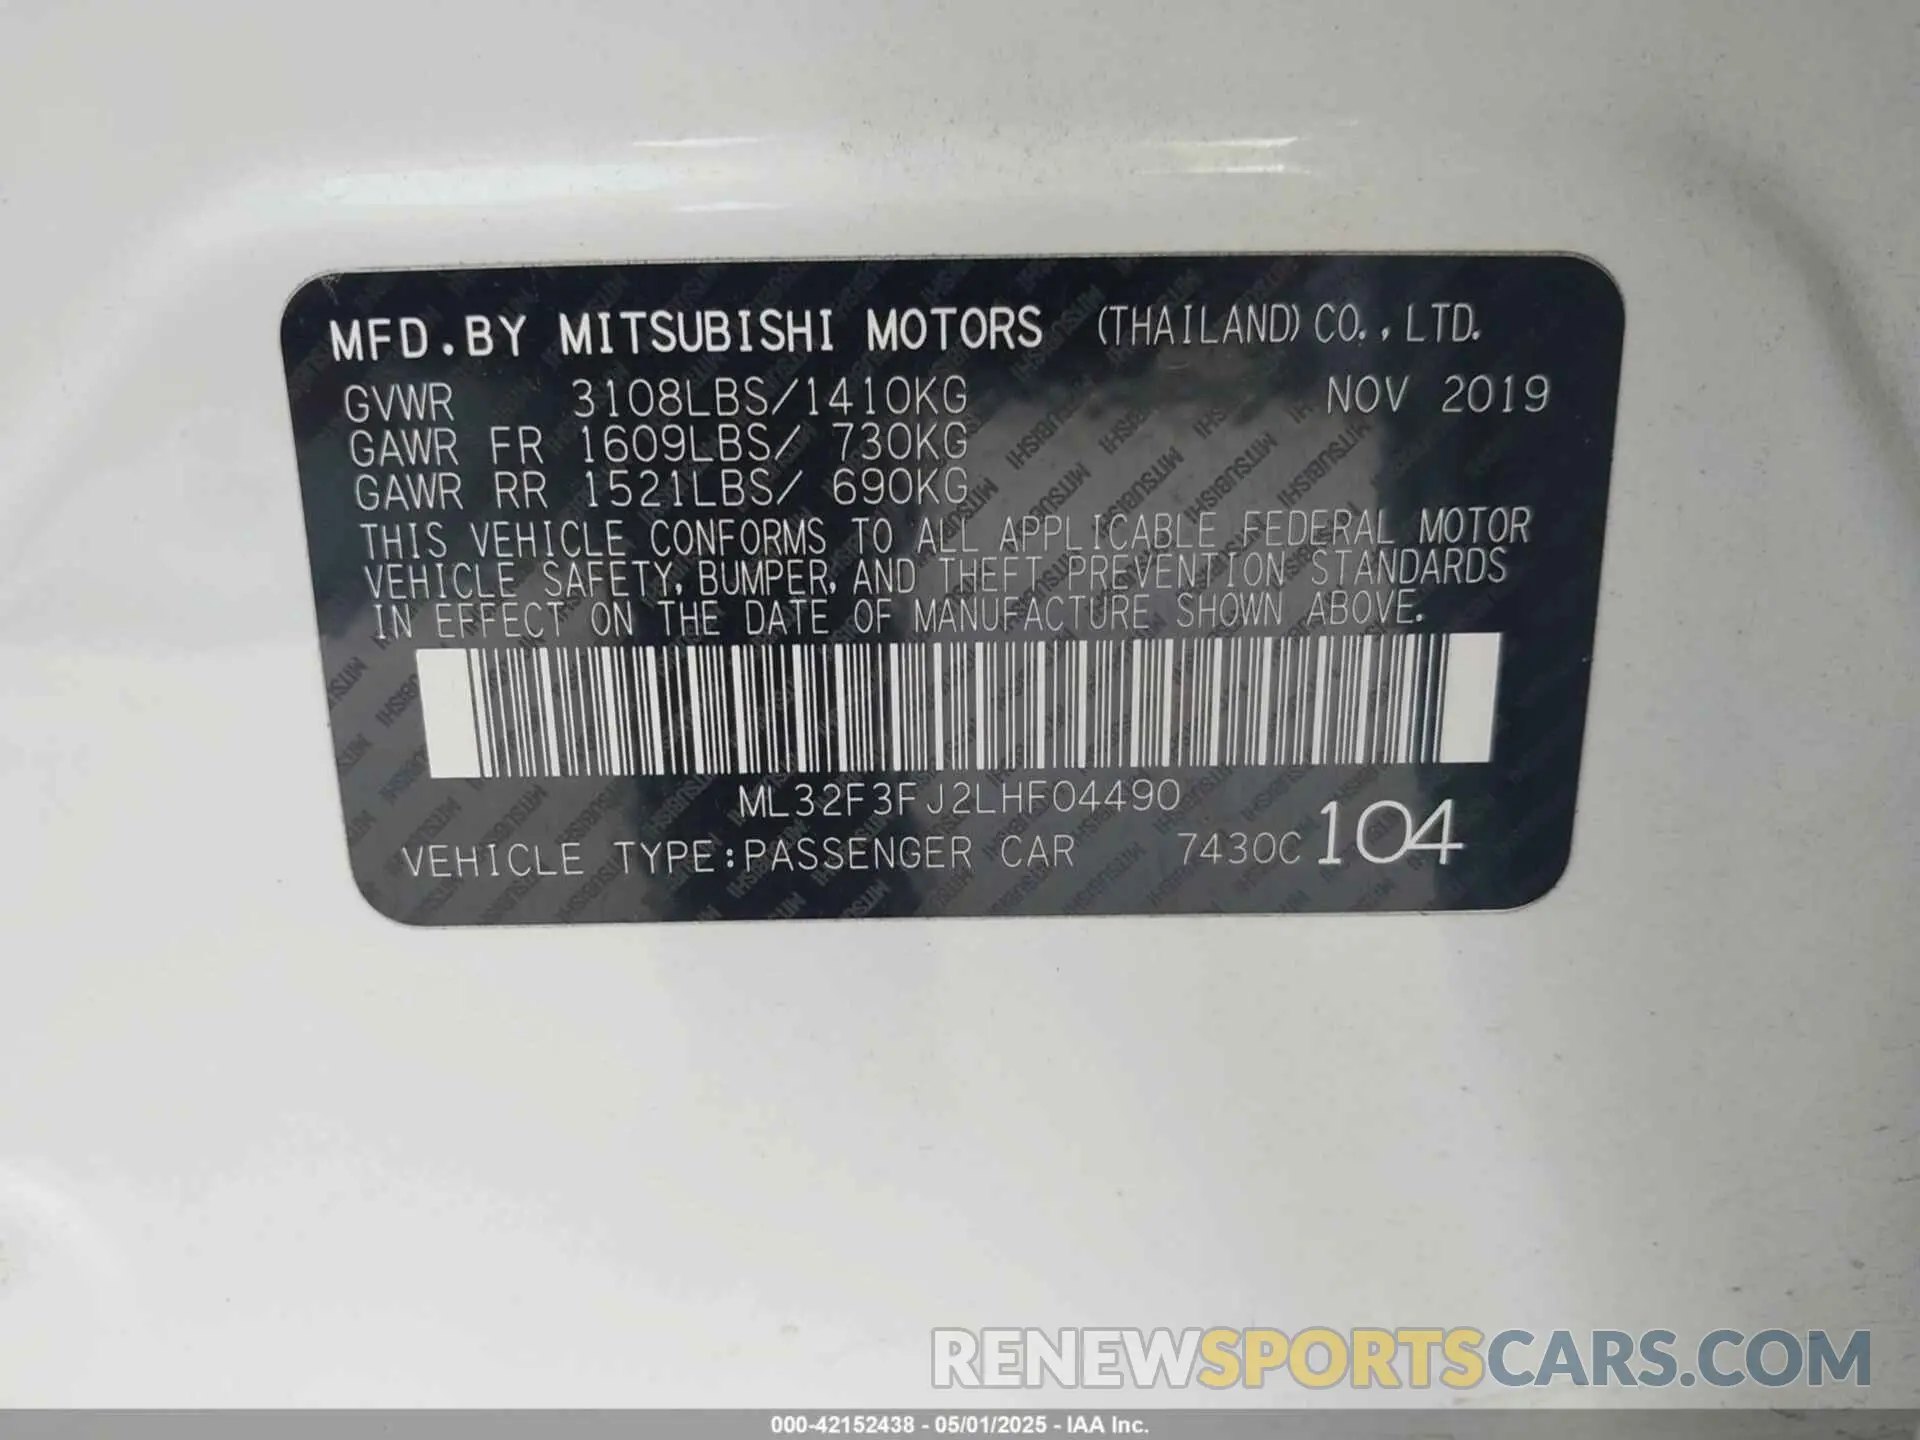 MFD.BY MITSUBISHI MOTORS (THAILAND) CO.,LTD.
GVWR 3108LBS/1410KG NOV 2019
GAWR FR 1609LBS/ 730KG
GAWR RR 1521LBS/ 690KG
THIS VEHICLE CONFORMS TO ALL APPLICABLE FEDERAL MOTOR
VEHICLE SAFETY, BUMPER, AND THEFT PREVENTION STANDARDS
IN EFFECT ON THE DATE OF MANUFACTURE SHOWN ABOVE.
ML32F3FJ2LHF04490
VEHICLE TYPE:PASSENGER CAR 7430C 104
RENEWSPORTSCARS.COM
000-42152438 - 05/01/2025 - IAA Inc.